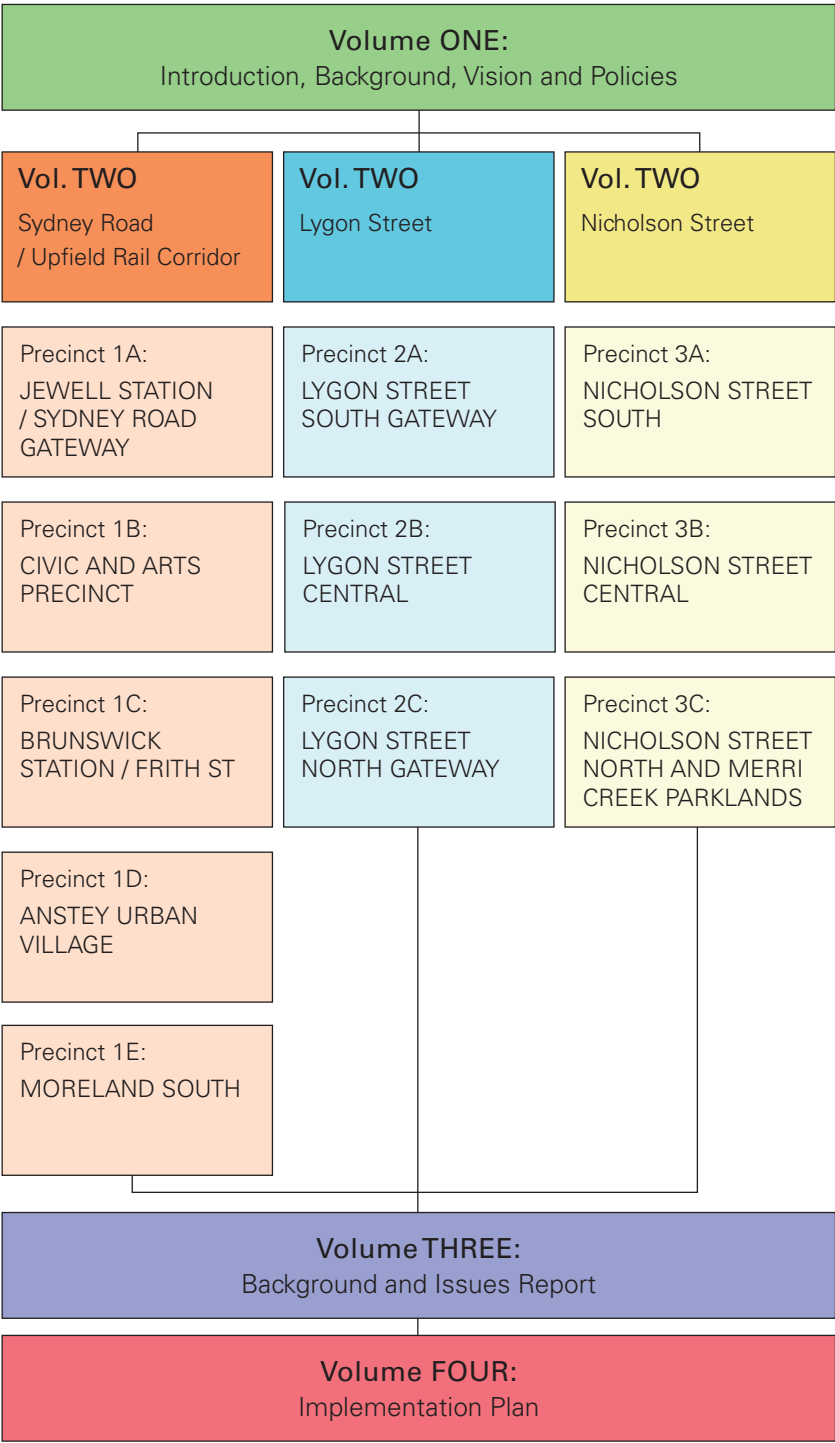 Volume ONE:
Introduction, Background, Vision and Policies
Vol. TWO
Sydney Road
/ Upfield Rail Corridor
Vol. TWO
Lygon Street
Vol. TWO
Nicholson Street
Precinct 1A:
JEWELL STATION
/ SYDNEY ROAD
GATEWAY
Precinct 2A:
LYGON STREET
SOUTH GATEWAY
Precinct 3A:
NICHOLSON STREET
SOUTH
Precinct 1B:
CIVIC AND ARTS
PRECINCT
Precinct 2B:
LYGON STREET
CENTRAL
Precinct 3B:
NICHOLSON STREET
CENTRAL
Precinct 1C:
BRUNSWICK
STATION / FRITH ST
Precinct 2C:
LYGON STREET
NORTH GATEWAY
Precinct 3C:
NICHOLSON STREET
NORTH AND MERRI
CREEK PARKLANDS
Precinct 1D:
ANSTEY URBAN
VILLAGE
Precinct 1E:
MORELAND SOUTH
Volume THREE:
Background and Issues Report
Volume FOUR:
Implementation Plan